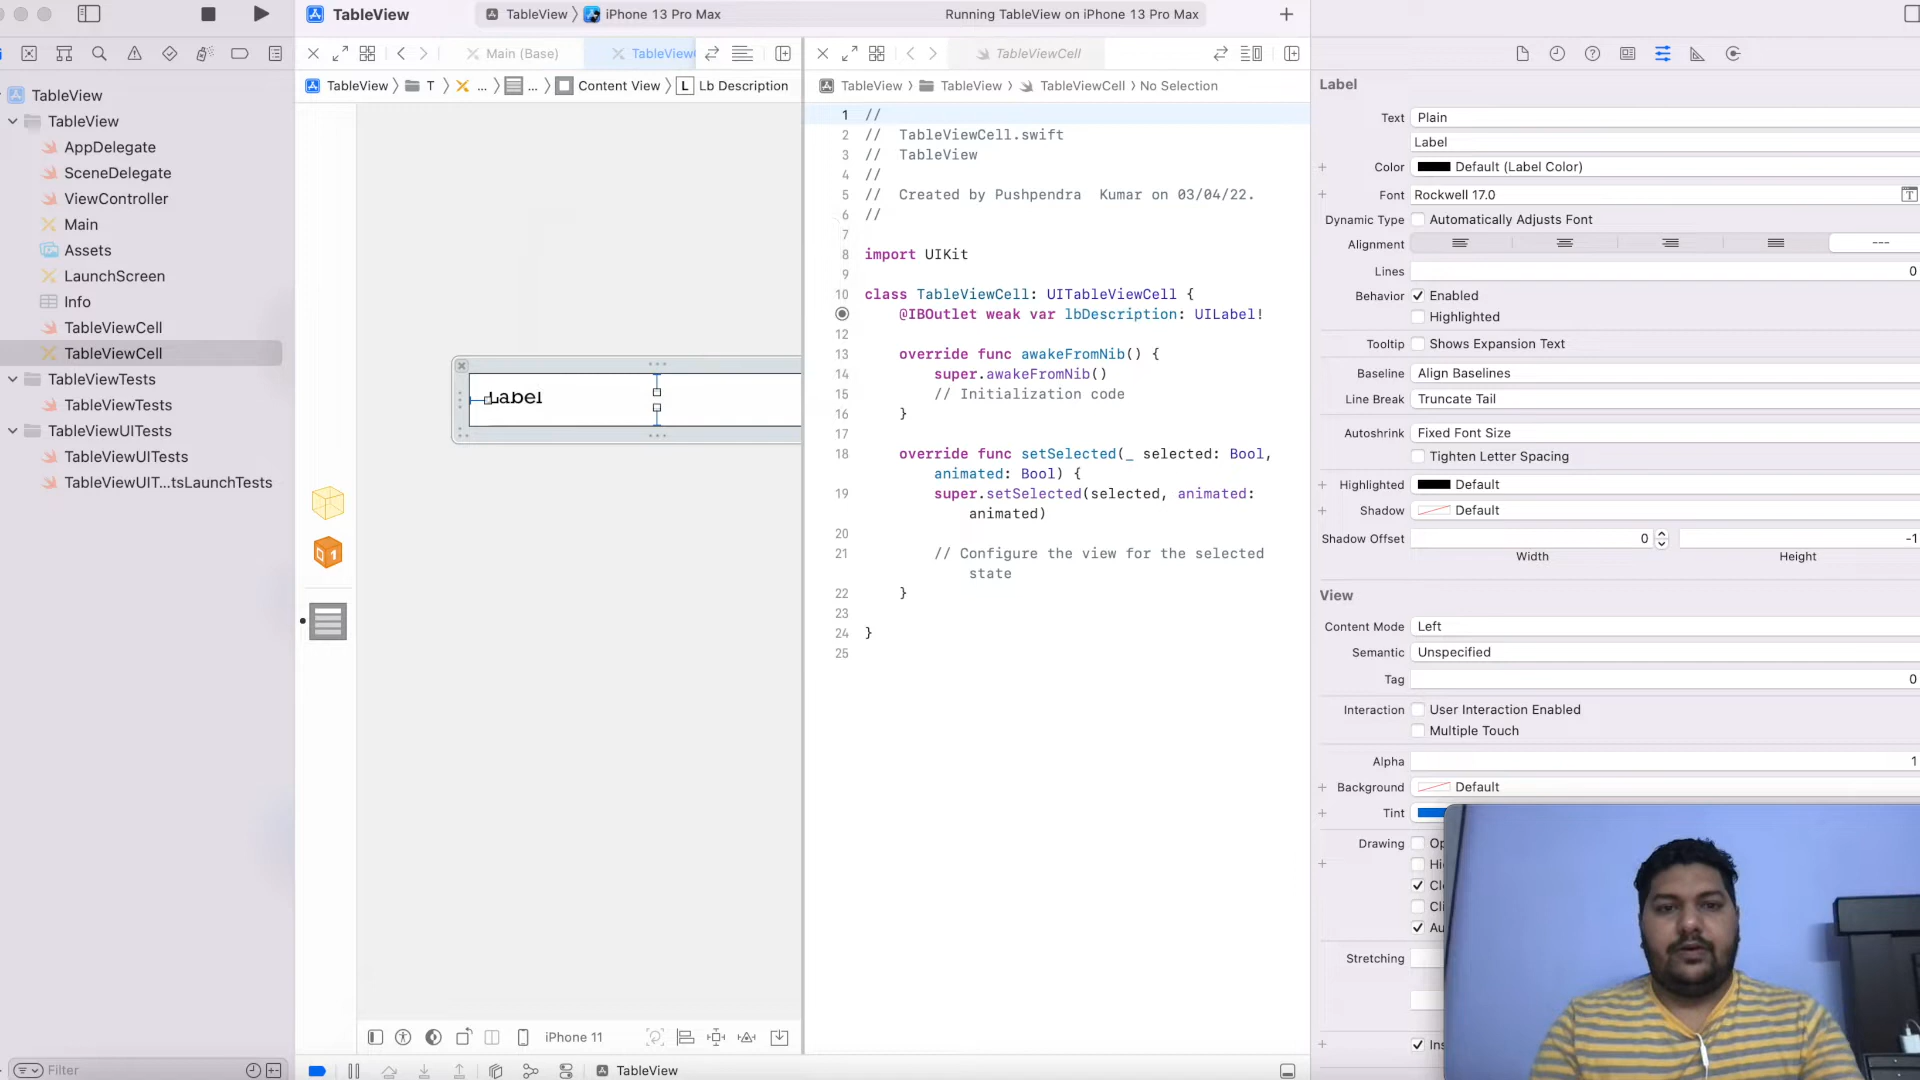 TableView
TableView
iPhone 13 Pro Max
Running TableView on iPhone 13 Pro Max
Main (Base)
TableView
TableViewCell
TableView
T
...
...
Content View
L
Lb Description
TableView
TableView
TableViewCell
No Selection
TableView
TableView
AppDelegate
SceneDelegate
ViewController
Main
Assets
LaunchScreen
Info
TableViewCell
TableViewCell
TableViewTests
TableViewTests
TableViewUITests
TableViewUITests
TableViewUIT...tsLaunchTests
Filter
Label
iPhone 11
TableView
1 //
2 //  TableViewCell.swift
3 //  TableView
4 //
5 //  Created by Pushpendra  Kumar on 03/04/22.
6 //
7
8 import UIKit
9
10 class TableViewCell: UITableViewCell {
@IBOutlet weak var lbDescription: UILabel!
12
13 override func awakeFromNib() {
14 super.awakeFromNib()
15 // Initialization code
16 }
17
18 override func setSelected(_ selected: Bool,
animated: Bool) {
19 super.setSelected(selected, animated:
animated)
20
21 // Configure the view for the selected
state
22 }
23
24 }
25
Label
Text Plain
Label
Color Default (Label Color)
Font Rockwell 17.0
Dynamic Type Automatically Adjusts Font
Alignment ---
Lines 0
Behavior Enabled
Highlighted
Tooltip Shows Expansion Text
Baseline Align Baselines
Line Break Truncate Tail
Autoshrink Fixed Font Size
Tighten Letter Spacing
Highlighted Default
Shadow Default
Shadow Offset 0 -1
Width Height
View
Content Mode Left
Semantic Unspecified
Tag 0
Interaction User Interaction Enabled
Multiple Touch
Alpha 1
Background Default
Tint
Drawing Op
Hi
Cl
Au
Stretching
Ins